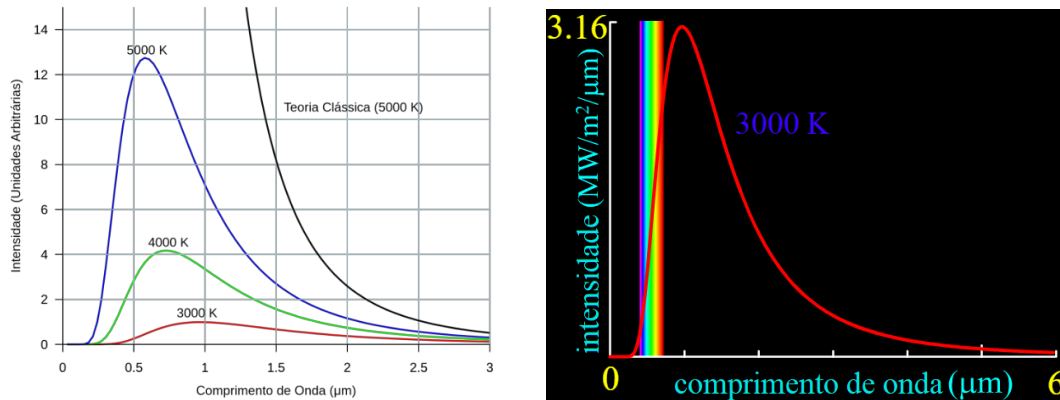 14
12
10
8
6
4
2
0
Intensidade (Unidades Arbitrárias)
5000 K
4000 K
3000 K
Teoria Clássica (5000 K)
0
0.5
1
1.5
2
2.5
3
Comprimento de Onda (µm)
3.16
intensidade (MW/m²/µm)
3000 K
0
6
comprimento de onda (µm)